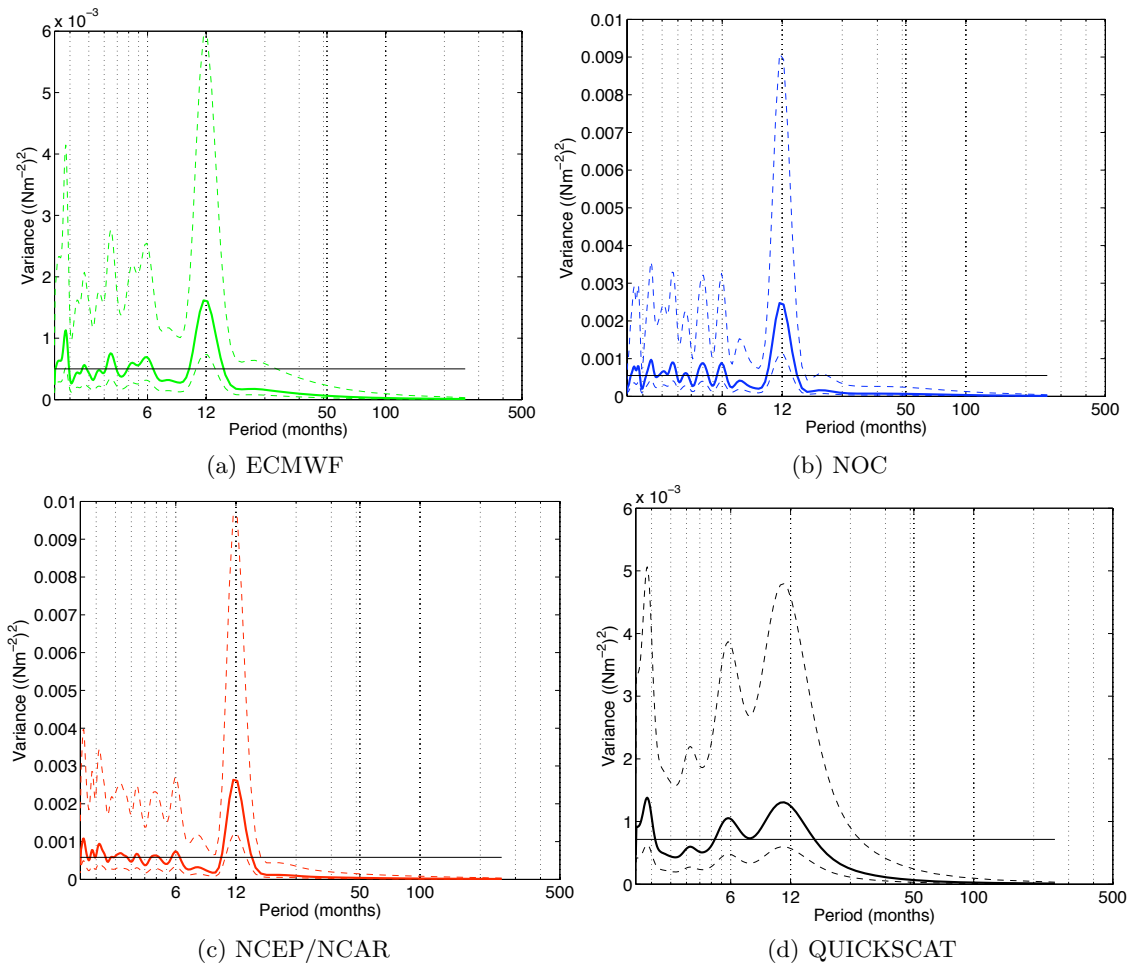 x 10⁻³
6
5
4
3
2
1
0
Variance ((Nm⁻²)²)
6 12 50 100 500
Period (months)
(a) ECMWF
0.01
0.009
0.008
0.007
0.006
0.005
0.004
0.003
0.002
0.001
0
Variance ((Nm⁻²)²)
6 12 50 100 500
Period (months)
(b) NOC
0.01
0.009
0.008
0.007
0.006
0.005
0.004
0.003
0.002
0.001
0
Variance ((Nm⁻²)²)
6 12 50 100 500
Period (months)
(c) NCEP/NCAR
x 10⁻³
6
5
4
3
2
1
0
Variance ((Nm⁻²)²)
6 12 50 100 500
Period (months)
(d) QUICKSCAT